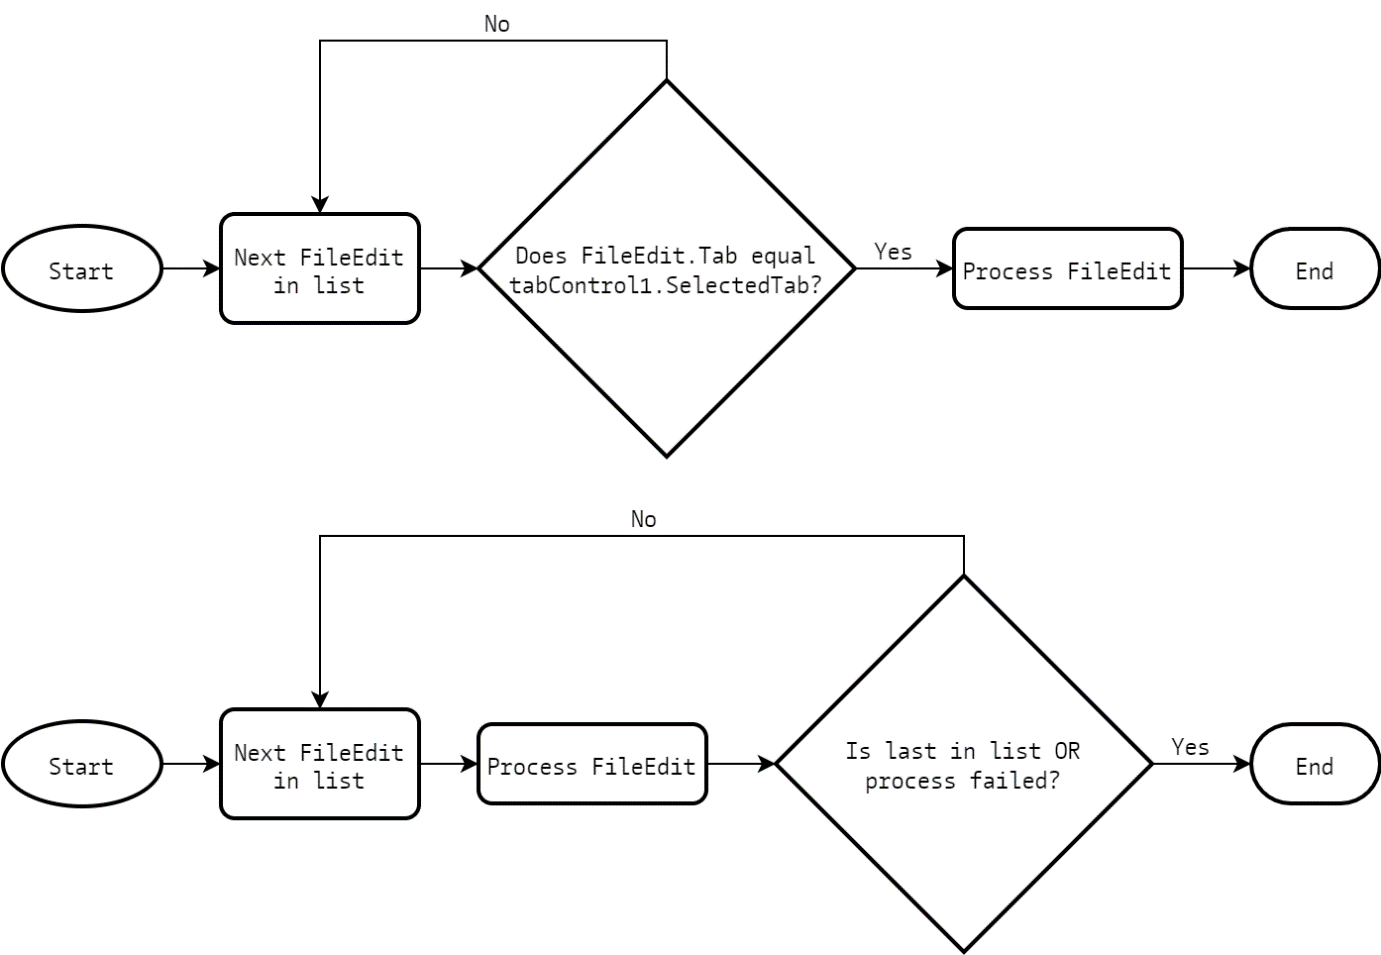 No
Start
Next FileEdit
in list
Does FileEdit.Tab equal
tabControl1.SelectedTab?
Yes
Process FileEdit
End
No
Start
Next FileEdit
in list
Process FileEdit
Is last in list OR
process failed?
Yes
End